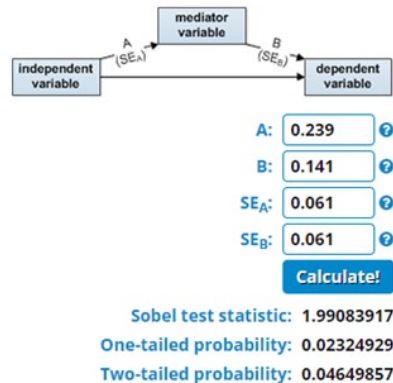 mediator
variable
A
(SEA)
B
(SEB)
independent
variable
dependent
variable
A: 0.239 ?
B: 0.141 ?
SEA: 0.061 ?
SEB: 0.061 ?
Calculate!
Sobel test statistic: 1.99083917
One-tailed probability: 0.02324929
Two-tailed probability: 0.04649857